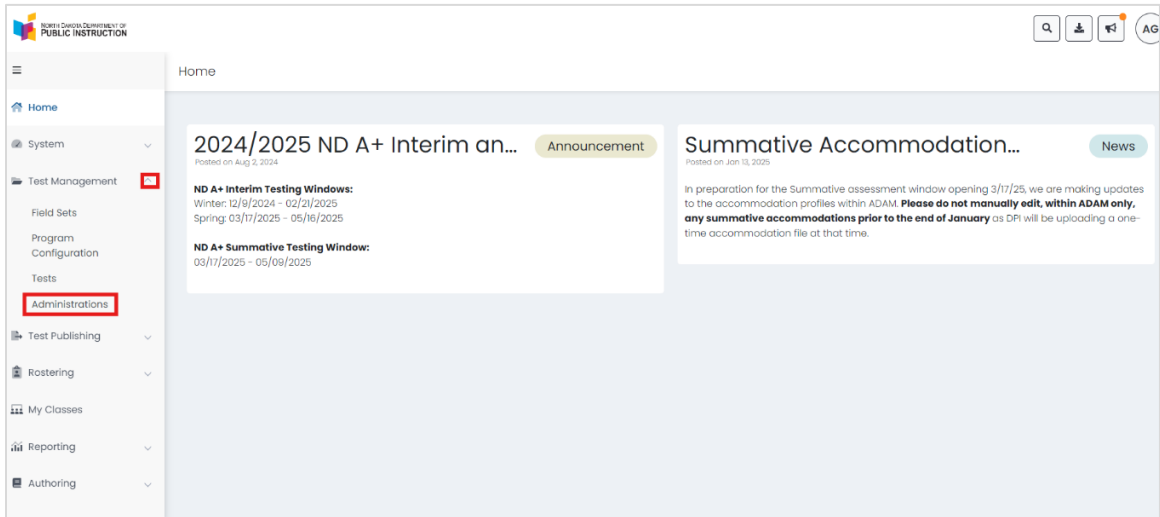 NORTH DAKOTA DEPARTMENT OF
PUBLIC INSTRUCTION
AG
Home
Home
System
Test Management
Field Sets
Program
Configuration
Tests
Administrations
Test Publishing
Rostering
My Classes
Reporting
Authoring
2024/2025 ND A+ Interim an...
Announcement
Posted on Aug 2, 2024
ND A+ Interim Testing Windows:
Winter: 12/9/2024 - 02/21/2025
Spring: 03/17/2025 - 05/16/2025
ND A+ Summative Testing Window:
03/17/2025 - 05/09/2025
Summative Accommodation...
News
Posted on Jan 13, 2025
In preparation for the Summative assessment window opening 3/17/25, we are making updates
to the accommodation profiles within ADAM. Please do not manually edit, within ADAM only,
any summative accommodations prior to the end of January as DPI will be uploading a one-
time accommodation file at that time.